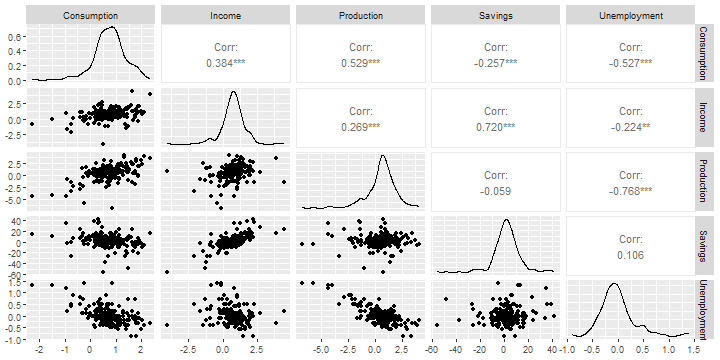 Consumption Income Production Savings Unemployment
0.6
0.4
0.2
0.0
Corr:
0.384***
Corr:
0.529***
Corr:
-0.257***
Corr:
-0.527***
Consumption
2.5
0.0
-2.5
Corr:
0.269***
Corr:
0.720***
Corr:
-0.224**
Income
2.5
0.0
-2.5
-5.0
Corr:
-0.059
Corr:
-0.768***
Production
40
20
0
-20
-40
-60
Corr:
0.106
Savings
1.5
1.0
0.5
0.0
-0.5
-1.0
Unemployment
-2 -1 0 1 2 -2.5 0.0 2.5 -5.0 -2.5 0.0 2.5 -60 -40 -20 0 20 40 -1.0 -0.5 0.0 0.5 1.0 1.5